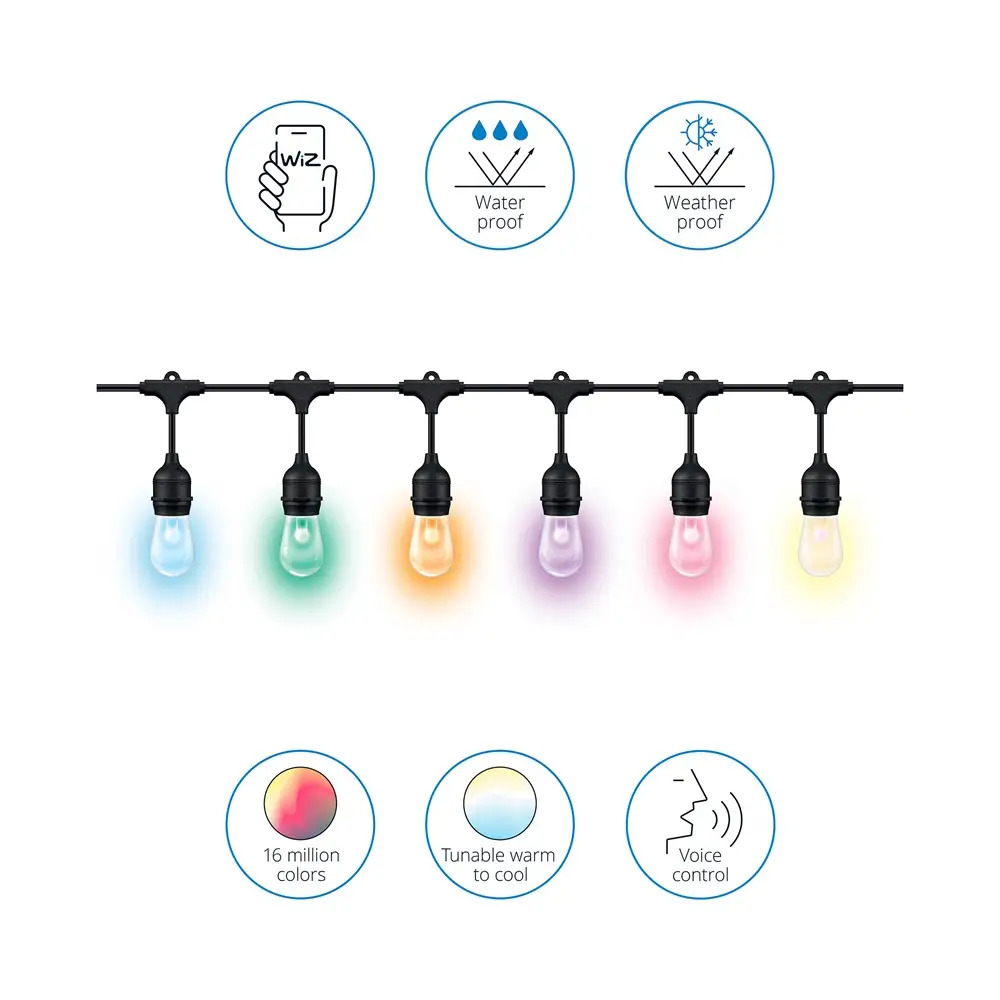 WiZ
Water
proof
Weather
proof
16 million
colors
Tunable warm
to cool
Voice
control